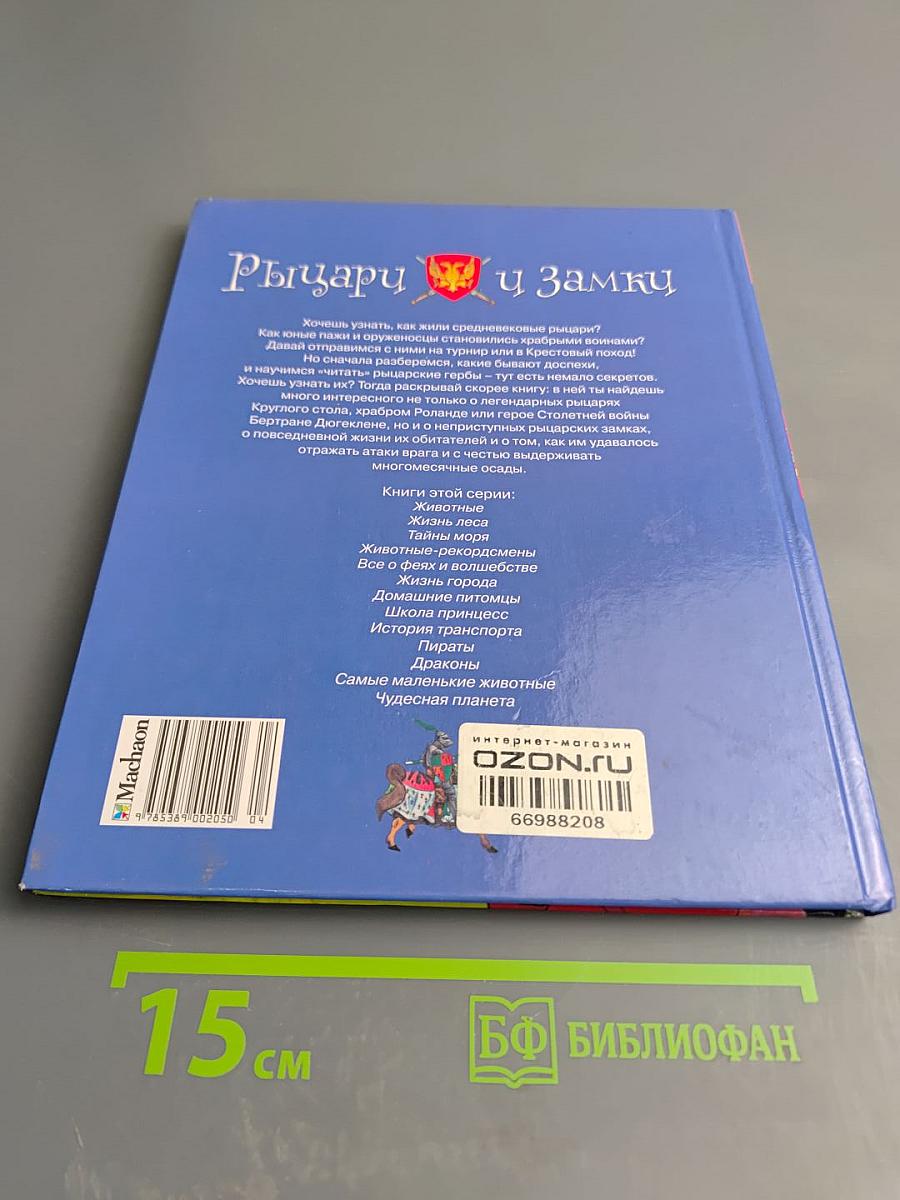 Рыцари и замки
Хочешь узнать, как жили средневековые рыцари?
Как юные пажи и оруженосцы становились храбрыми воинами?
Давай отправимся с ними на турнир или в Крестовый поход!
Но сначала разберемся, какие бывают доспехи,
и научимся «читать» рыцарские гербы – тут есть немало секретов.
Хочешь узнать их? Тогда раскрывай скорее книгу: в ней ты найдешь
много интересного не только о легендарных рыцарях
Круглого стола, храбром Роланде или герое Столетней войны
Бертране Дюгеклене, но и о неприступных рыцарских замках,
о повседневной жизни их обитателей и о том, как им удавалось
отражать атаки врага и с честью выдерживать
многомесячные осады.
Книги этой серии:
Животные
Жизнь леса
Тайны моря
Животные-рекордсмены
Все о феях и волшебстве
Жизнь города
Домашние питомцы
Школа принцесс
История транспорта
Пираты
Драконы
Самые маленькие животные
Чудесная планета
Machaon
9 785389 002050 04
интернет-магазин
OZON.ru
66988208
15 см
БФ БИБЛИОФАН